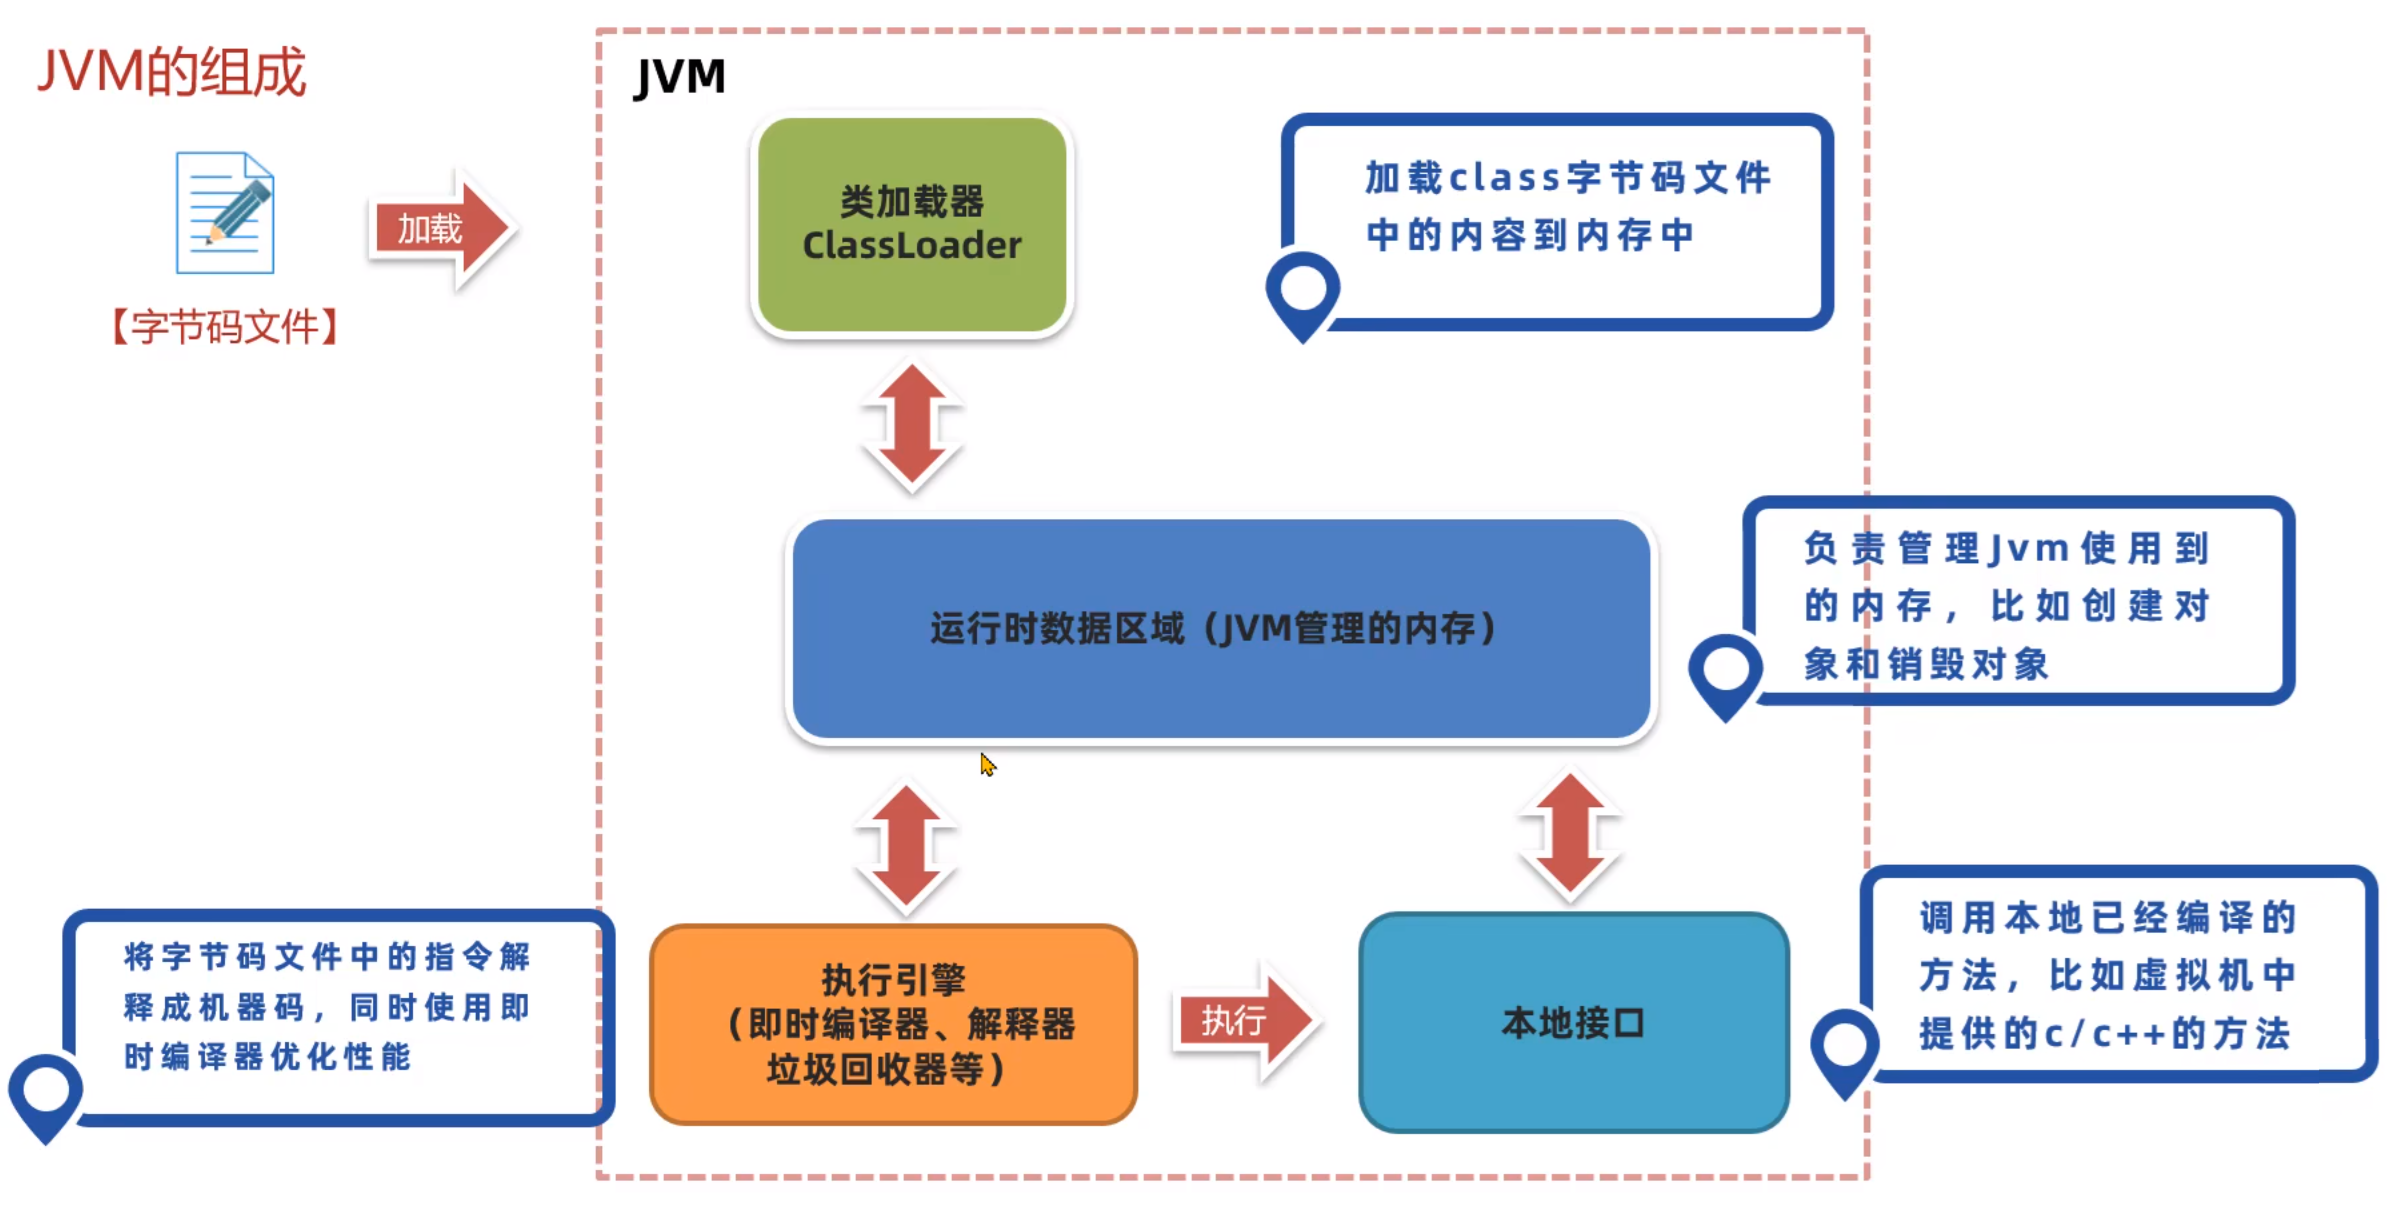 JVM的组成
【字节码文件】
加载
JVM
类加载器
ClassLoader
加载class字节码文件
中的内容到内存中
运行时数据区域（JVM管理的内存）
负责管理Jvm使用到
的内存，比如创建对
象和销毁对象
将字节码文件中的指令解
释成机器码，同时使用即
时编译器优化性能
执行引擎
（即时编译器、解释器
垃圾回收器等）
执行
本地接口
调用本地已经编译的
方法，比如虚拟机中
提供的c/c++的方法